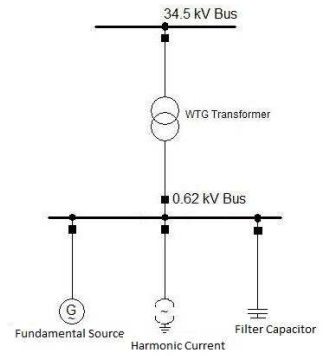 34.5 kV Bus
WTG Transformer
0.62 kV Bus
G
~
~
Fundamental Source
Harmonic Current
Filter Capacitor